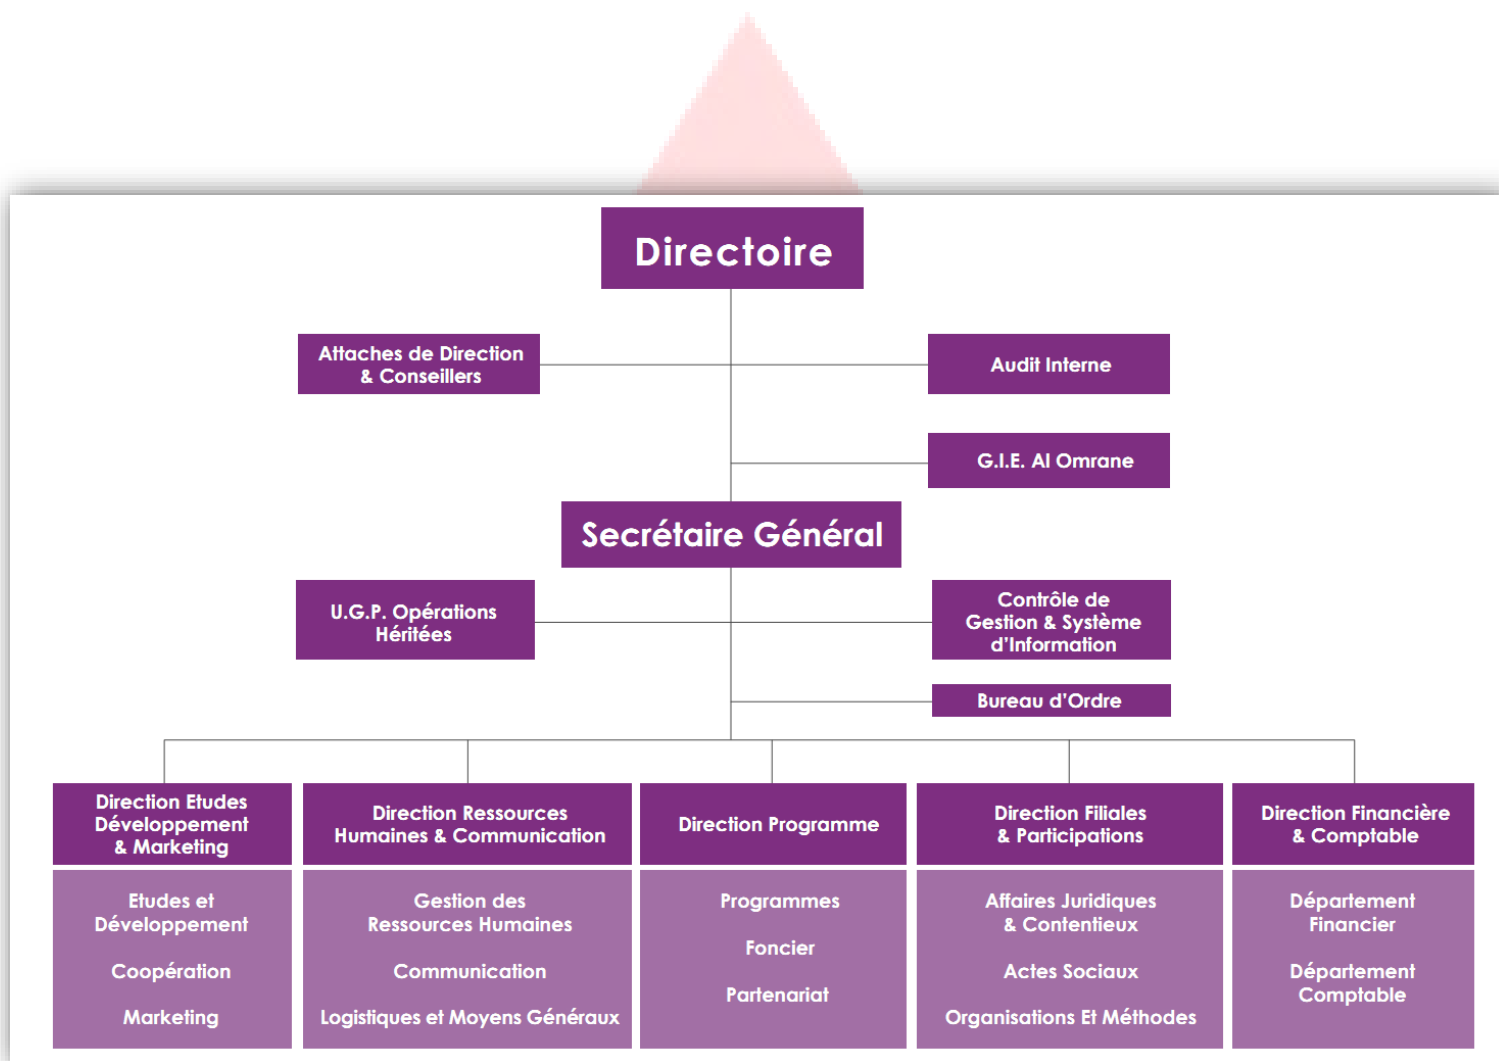 Directoire
Attaches de Direction
& Conseillers
Audit Interne
G.I.E. Al Omrane
Secrétaire Général
U.G.P. Opérations
Héritées
Contrôle de
Gestion & Système
d'Information
Bureau d'Ordre
Direction Etudes
Développement
& Marketing
Direction Ressources
Humaines & Communication
Direction Programme
Direction Filiales
& Participations
Direction Financière
& Comptable
Etudes et
Développement
Coopération
Marketing
Gestion des
Ressources Humaines
Communication
Logistiques et Moyens Généraux
Programmes
Foncier
Partenariat
Affaires Juridiques
& Contentieux
Actes Sociaux
Organisations Et Méthodes
Département
Financier
Département
Comptable